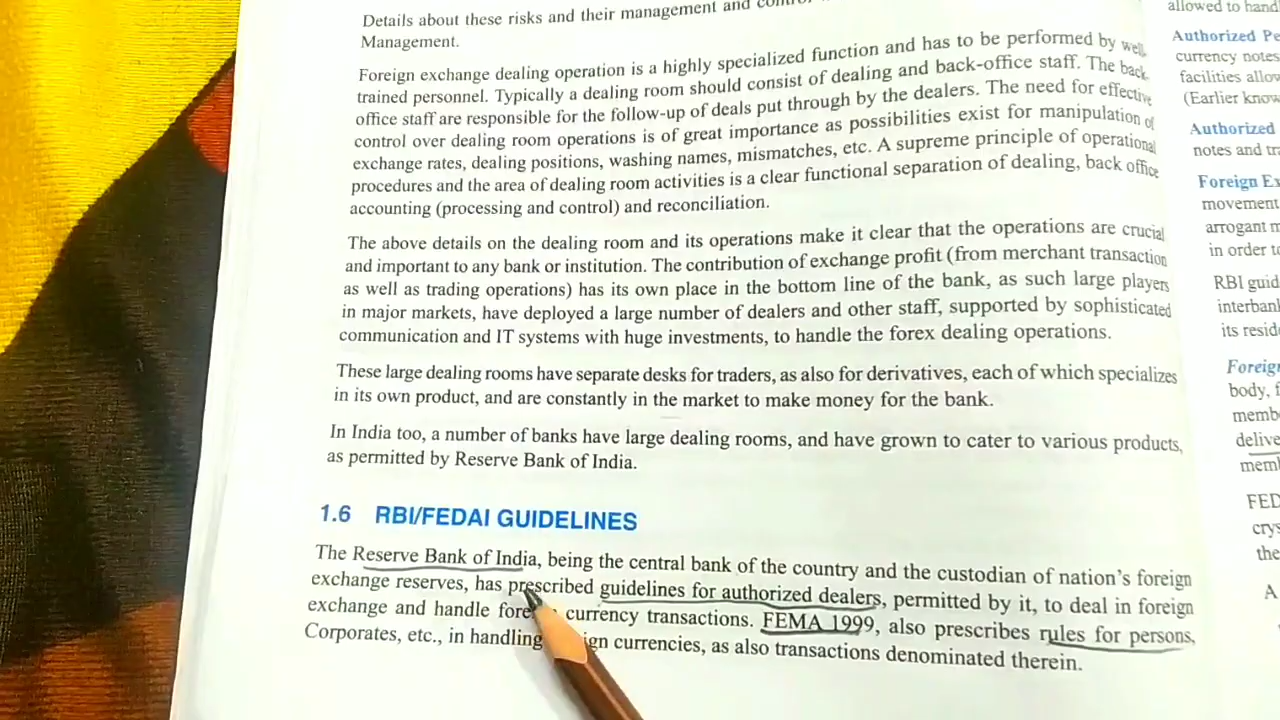 Details about these risks and their management and
Management.
Foreign exchange dealing operation is a highly specialized function and has to be performed by well
personnel. Typically a dealing room should consist of dealing and back-office staff. The back
office staff are responsible for the follow-up of deals put through by the dealers. The need for effective
control over dealing room operations is of great importance as possibilities exist for manipulation of
exchange rates, dealing positions, washing names, mismatches, etc. A supreme principle of operational
procedures and the area of dealing room activities is a clear functional separation of dealing, back office
accounting (processing and control) and reconciliation.
The above details on the dealing room and its operations make it clear that the operations are crucial
and important to any bank or institution. The contribution of exchange profit (from merchant transaction
as well as trading operations) has its own place in the bottom line of the bank, as such large players
in major markets, have deployed a large number of dealers and other staff, supported by sophisticated
communication and IT systems with huge investments, to handle the forex dealing operations.
These large dealing rooms have separate desks for traders, as also for derivatives, each of which specializes
in its own product, and are constantly in the market to make money for the bank.
In India too, a number of banks have large dealing rooms, and have grown to cater to various products,
as permitted by Reserve Bank of India.
1.6 RBI/FEDAI GUIDELINES
The Reserve Bank of India, being the central bank of the country and the custodian of nation's foreign
exchange reserves, has prescribed guidelines for authorized dealers, permitted by it, to deal in foreign
exchange and handle currency transactions. FEMA 1999, also prescribes rules for persons,
Corporates, etc., in handling currencies, as also transactions denominated therein.
allowed to
Authorized
currency notes
facilities
(Earlier
Authorized
notes and
Foreign
movement
arrogant
in order
RBI
interbank
its
body,
the
A